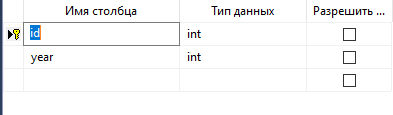 Имя столбца Тип данных Разрешить ...
id int
year int